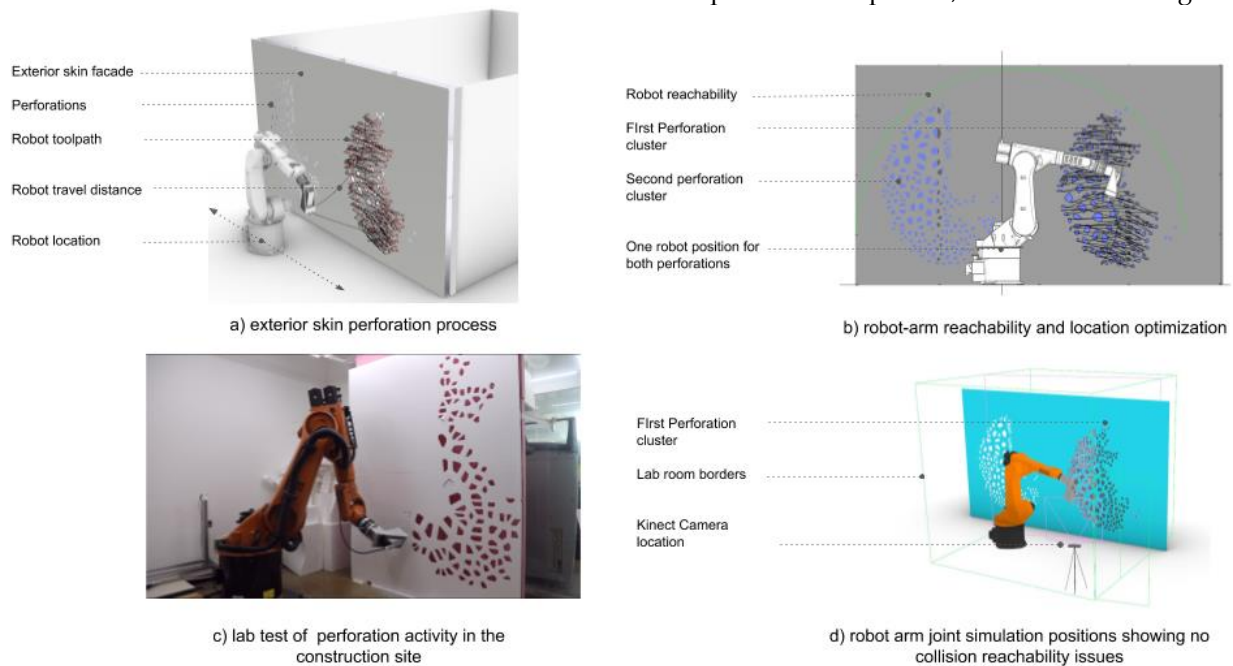 Exterior skin facade
Perforations
Robot toolpath
Robot travel distance
Robot location
a) exterior skin perforation process
Robot reachability
FIrst Perforation
cluster
Second perforation
cluster
One robot position for
both perforations
b) robot-arm reachability and location optimization
c) lab test of perforation activity in the
construction site
FIrst Perforation
cluster
Lab room borders
Kinect Camera
location
d) robot arm joint simulation positions showing no
collision reachability issues